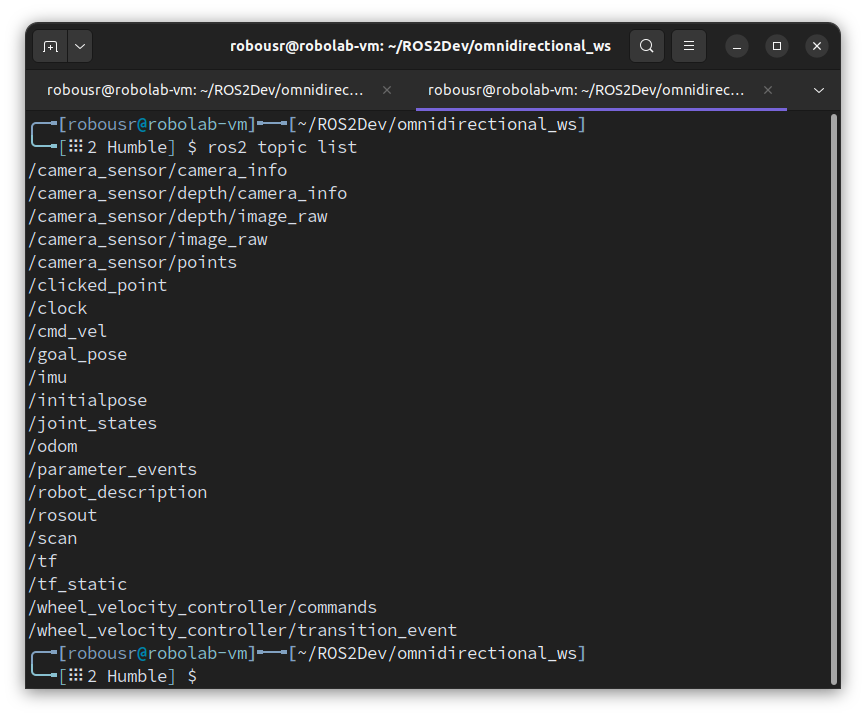 robousr@robolab-vm: ~/ROS2Dev/omnidirectional_ws
robousr@robolab-vm: ~/ROS2Dev/omnidirec...
robousr@robolab-vm: ~/ROS2Dev/omnidirec...
[robousr@robolab-vm]━━[~/ROS2Dev/omnidirectional_ws]
[⠿2 Humble] $ ros2 topic list
/camera_sensor/camera_info
/camera_sensor/depth/camera_info
/camera_sensor/depth/image_raw
/camera_sensor/image_raw
/camera_sensor/points
/clicked_point
/clock
/cmd_vel
/goal_pose
/imu
/initialpose
/joint_states
/odom
/parameter_events
/robot_description
/rosout
/scan
/tf
/tf_static
/wheel_velocity_controller/commands
/wheel_velocity_controller/transition_event
[robousr@robolab-vm]━━[~/ROS2Dev/omnidirectional_ws]
[⠿2 Humble] $